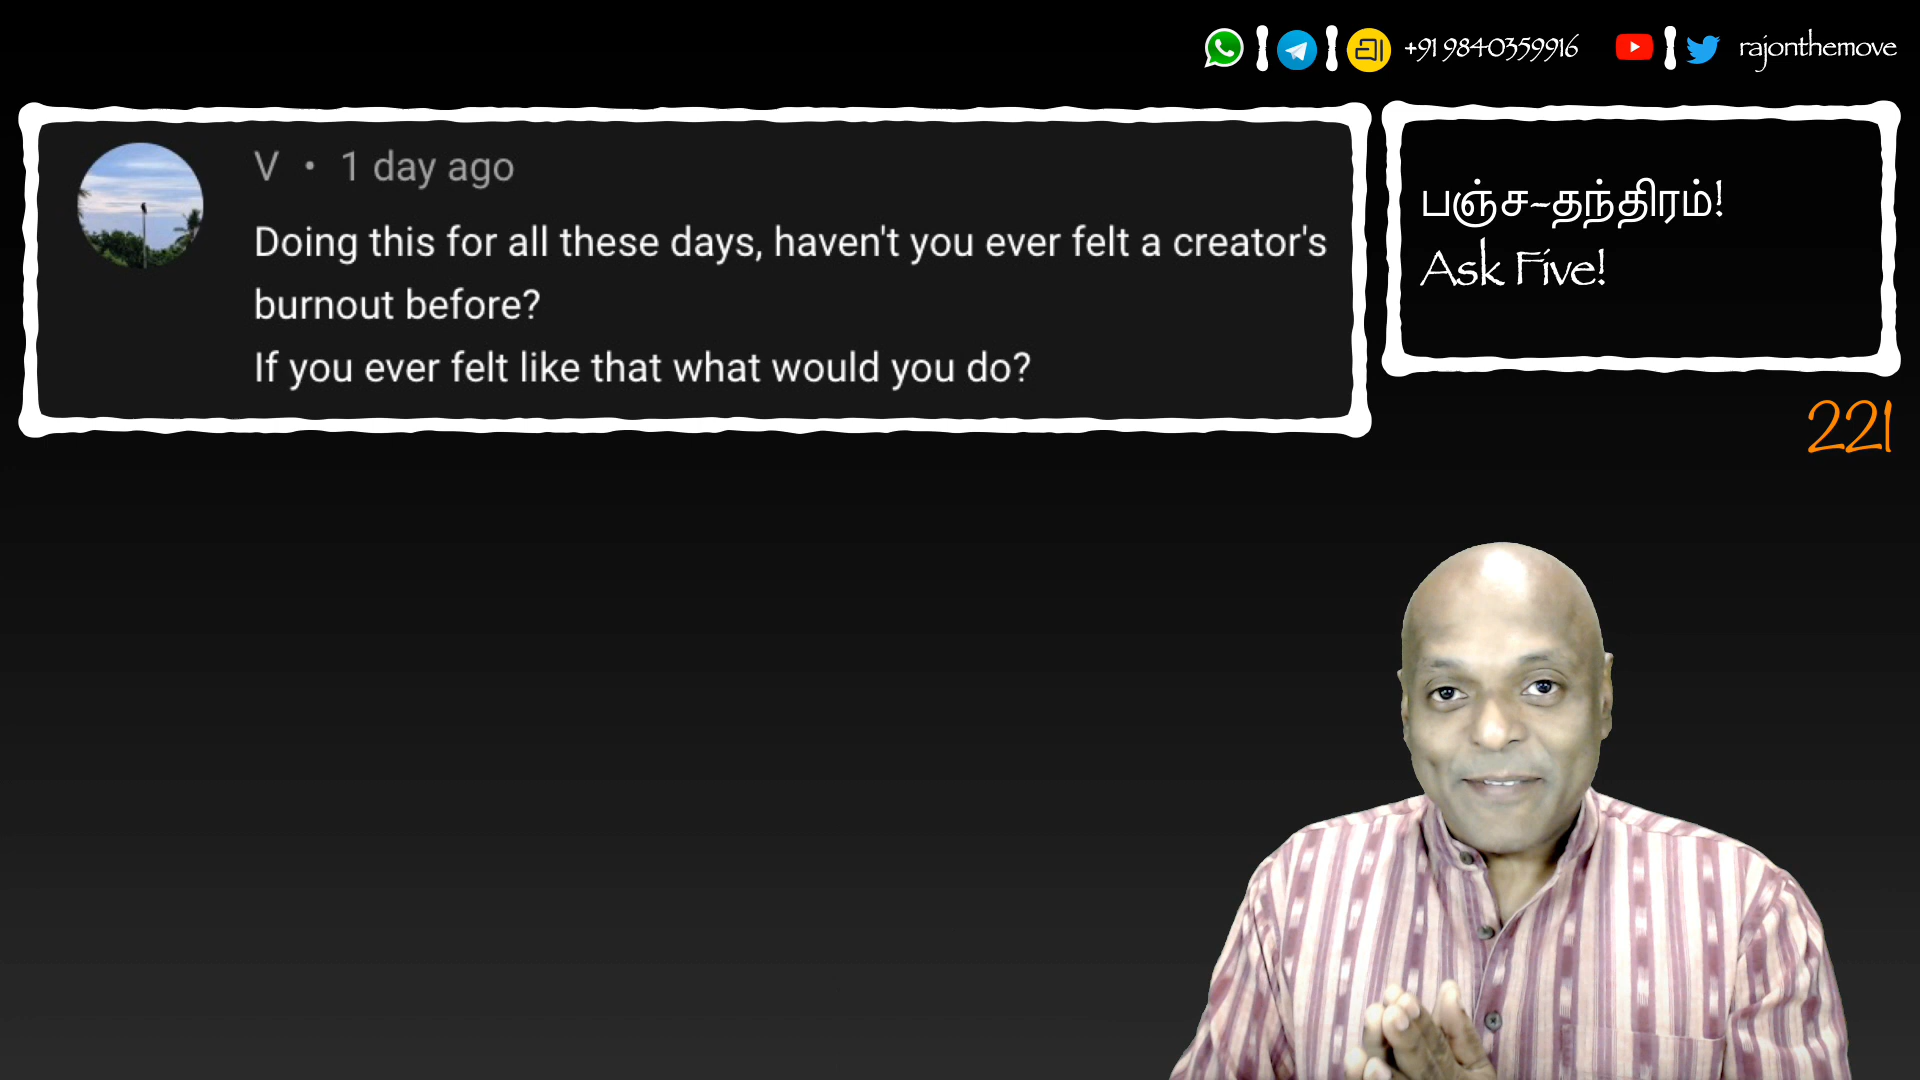 +91 9840359916 rajonthemove
V • 1 day ago
Doing this for all these days, haven't you ever felt a creator's
burnout before?
If you ever felt like that what would you do?
பஞ்ச-தந்திரம்!
Ask Five!
221